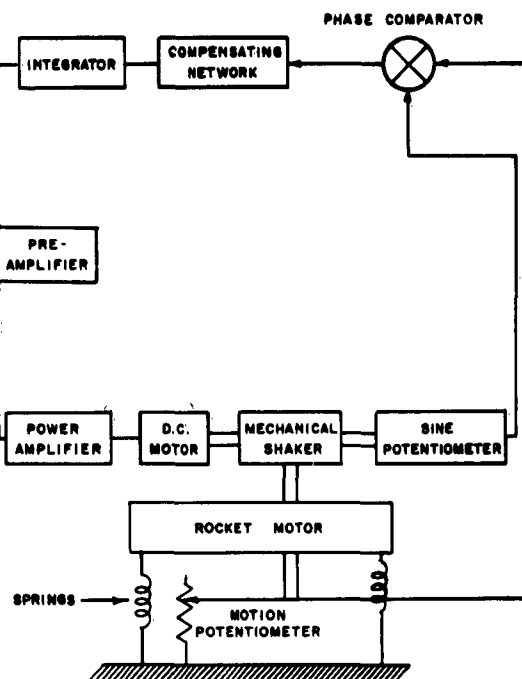 PHASE COMPARATOR
INTEGRATOR
COMPENSATING
NETWORK
PRE-
AMPLIFIER
POWER
AMPLIFIER
D.C.
MOTOR
MECHANICAL
SHAKER
SINE
POTENTIOMETER
ROCKET MOTOR
SPRINGS
MOTION
POTENTIOMETER